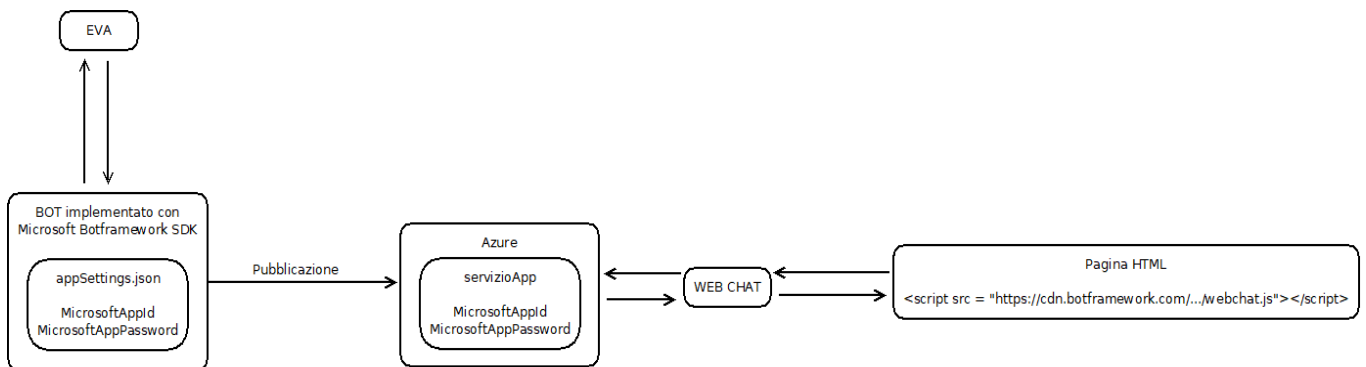 EVA
BOT implementato con
Microsoft Botframework SDK
appSettings.json
MicrosoftAppId
MicrosoftAppPassword
Pubblicazione
Azure
servizioApp
MicrosoftAppId
MicrosoftAppPassword
WEB CHAT
Pagina HTML
<script src = "https://cdn.botframework.com/.../webchat.js"></script>